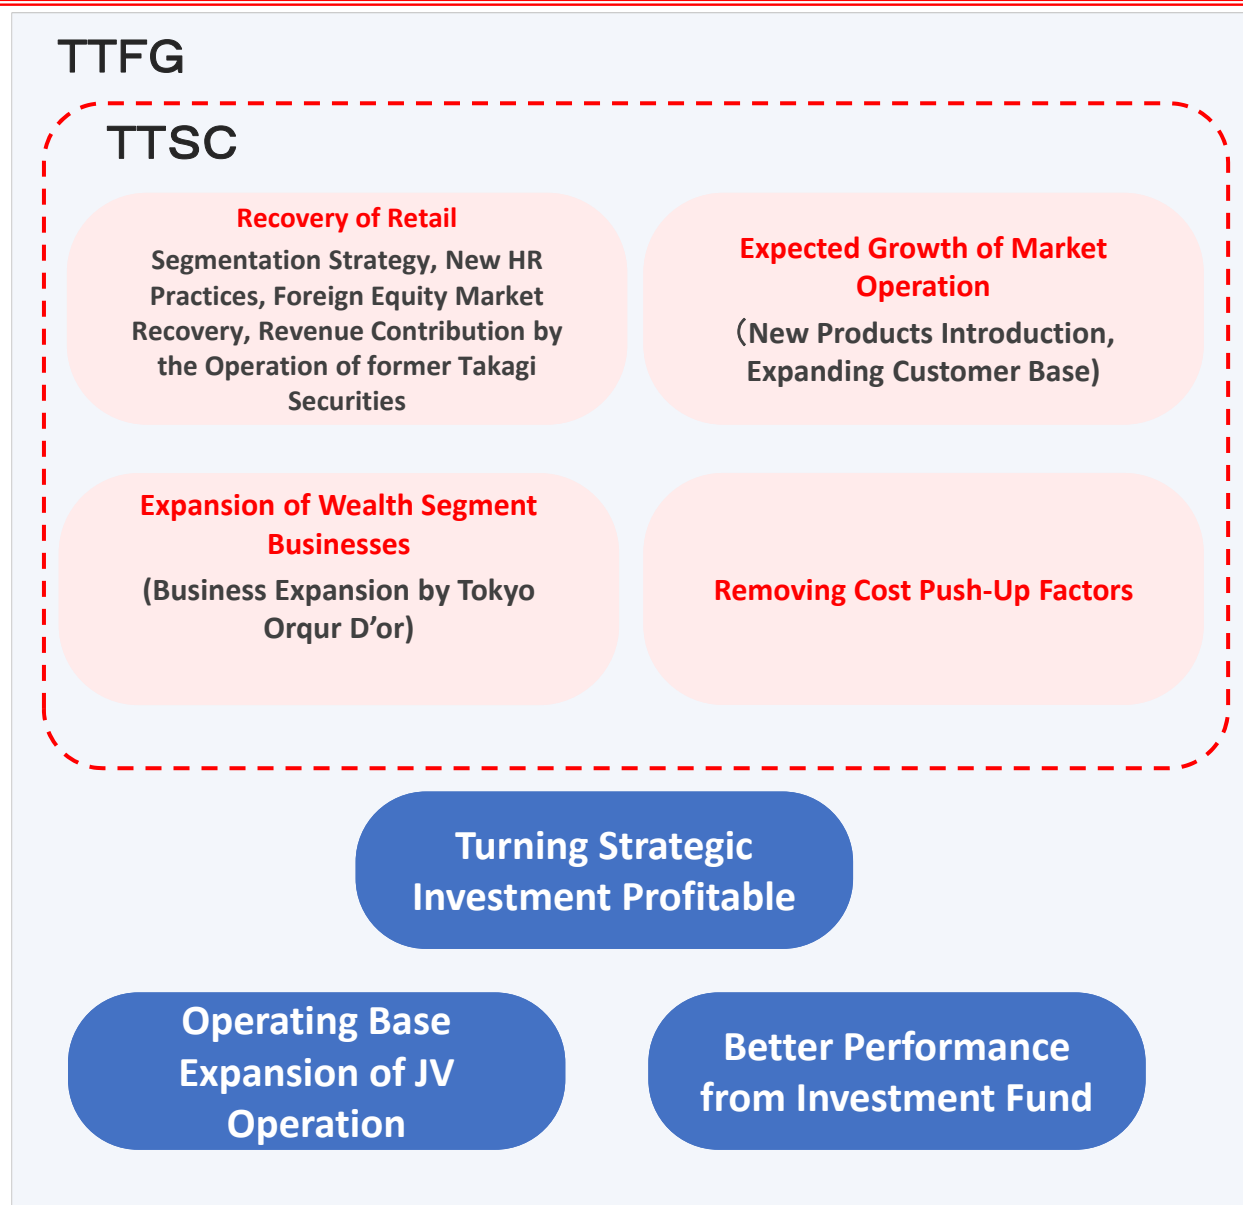 TTFG
TTSC
Recovery of Retail
Segmentation Strategy, New HR
Practices, Foreign Equity Market
Recovery, Revenue Contribution by
the Operation of former Takagi
Securities
Expected Growth of Market
Operation
（New Products Introduction,
Expanding Customer Base)
Expansion of Wealth Segment
Businesses
(Business Expansion by Tokyo
Orqur D’or)
Removing Cost Push-Up Factors
Turning Strategic
Investment Profitable
Operating Base
Expansion of JV
Operation
Better Performance
from Investment Fund